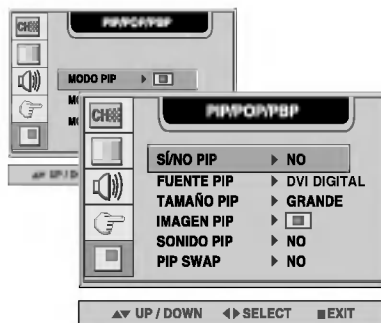 CH
PIP/POP/PBP
MODO PIP
CH
PIP/POP/PBP
SÍ/NO PIP NO
FUENTE PIP DVI DIGITAL
TAMAÑO PIP GRANDE
IMAGEN PIP
SONIDO PIP NO
PIP SWAP NO
UP / DOWN SELECT EXIT